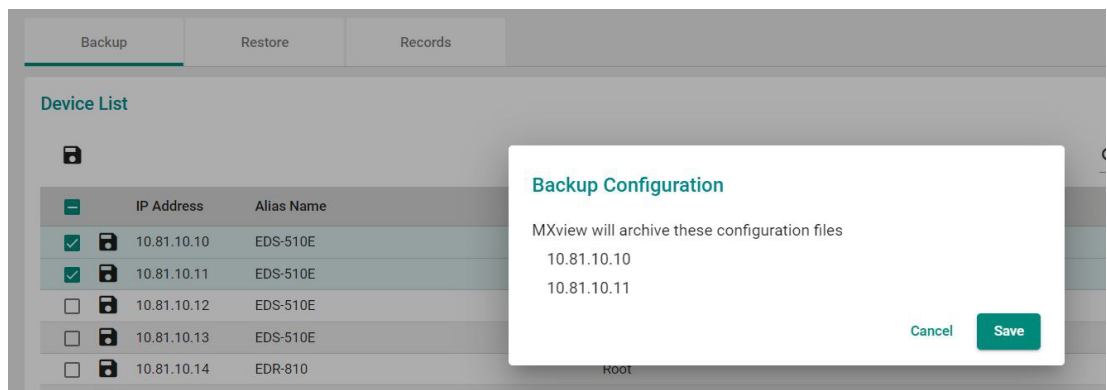 Backup Restore Records
Device List
Backup Configuration
IP Address Alias Name
MXview will archive these configuration files
10.81.10.10 EDS-510E
10.81.10.10
10.81.10.11 EDS-510E
10.81.10.11
10.81.10.12 EDS-510E
10.81.10.13 EDS-510E
Cancel Save
10.81.10.14 EDR-810 Root